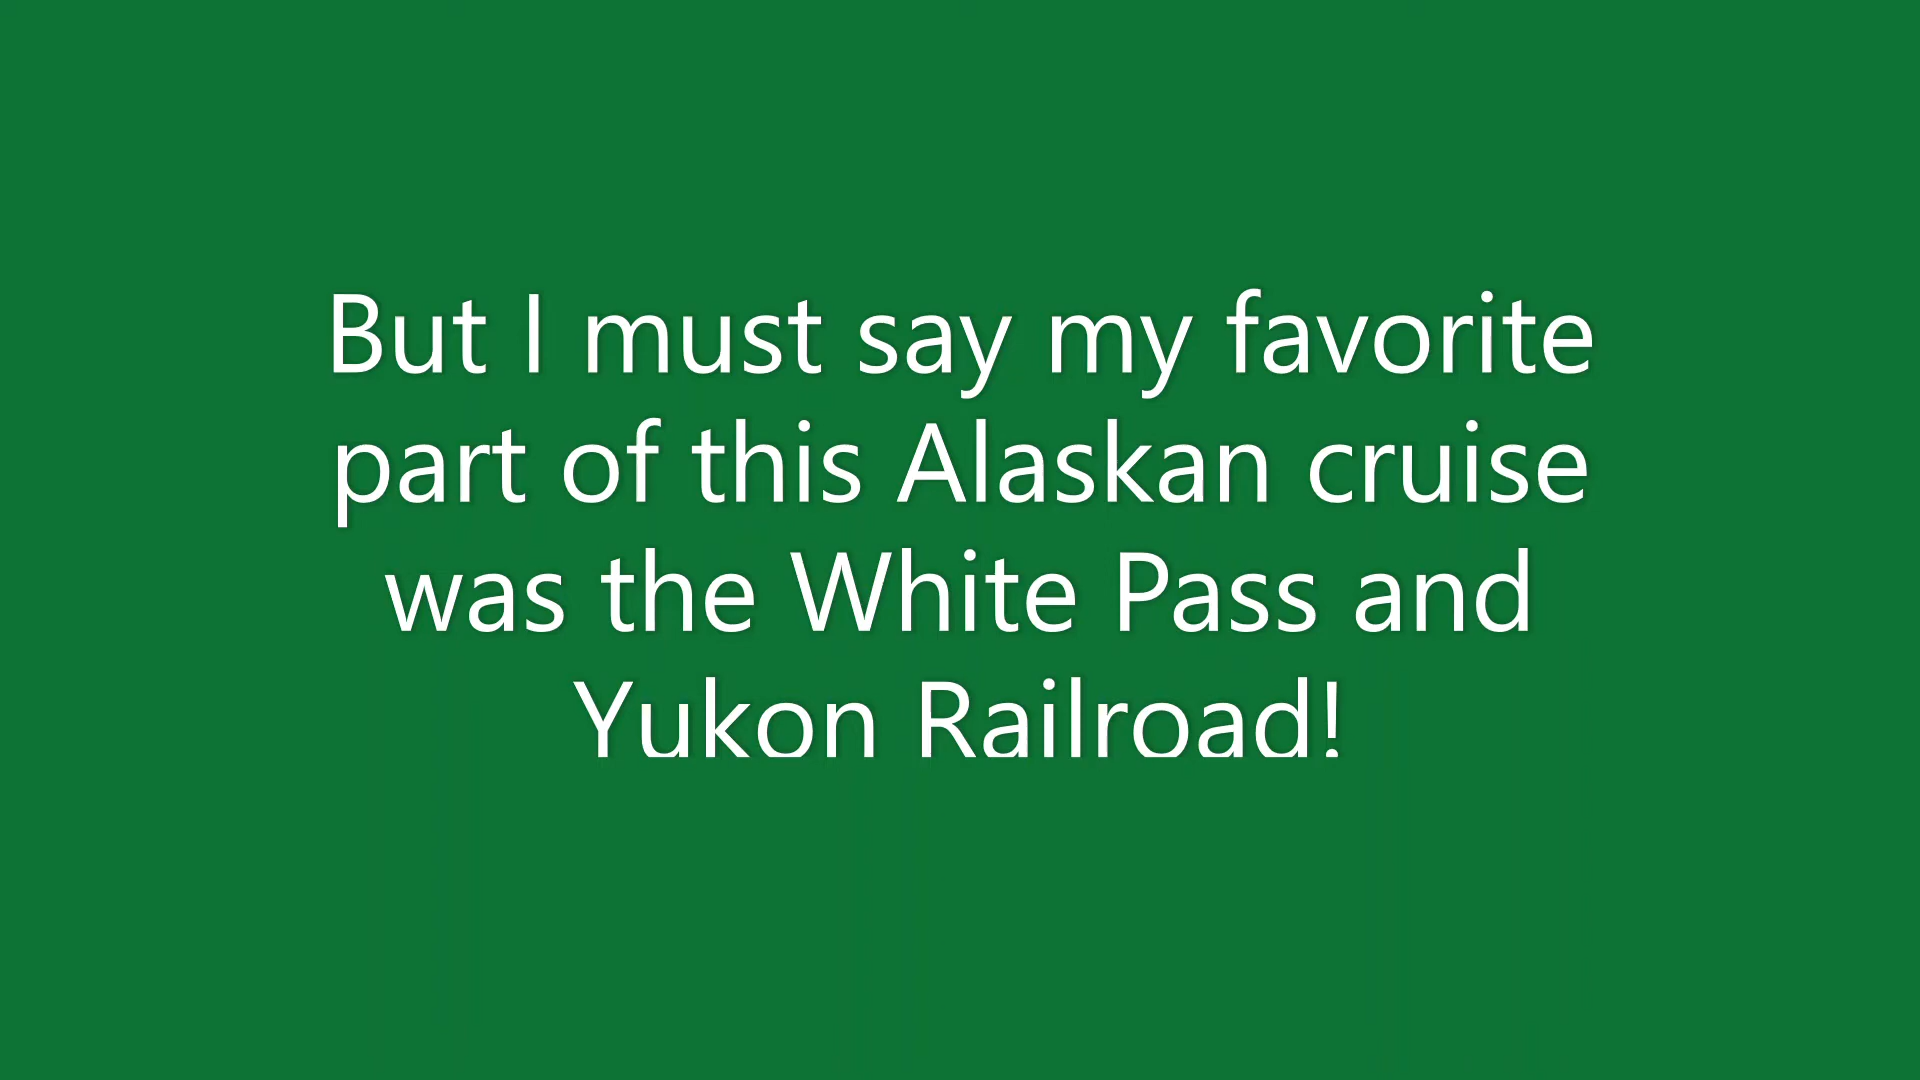 But I must say my favorite
part of this Alaskan cruise
was the White Pass and
Yukon Railroad!